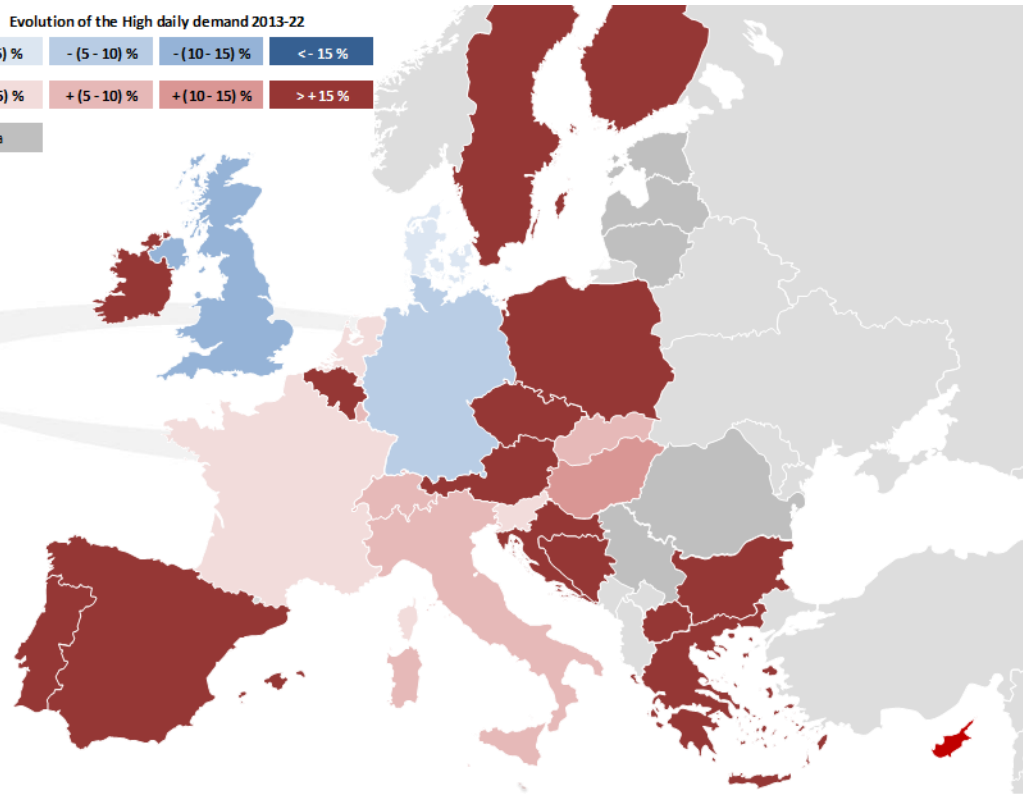 Evolution of the High daily demand 2013-22
) % - (5 - 10) % - (10 - 15) % < - 15 %
) % + (5 - 10) % + (10 - 15) % > + 15 %